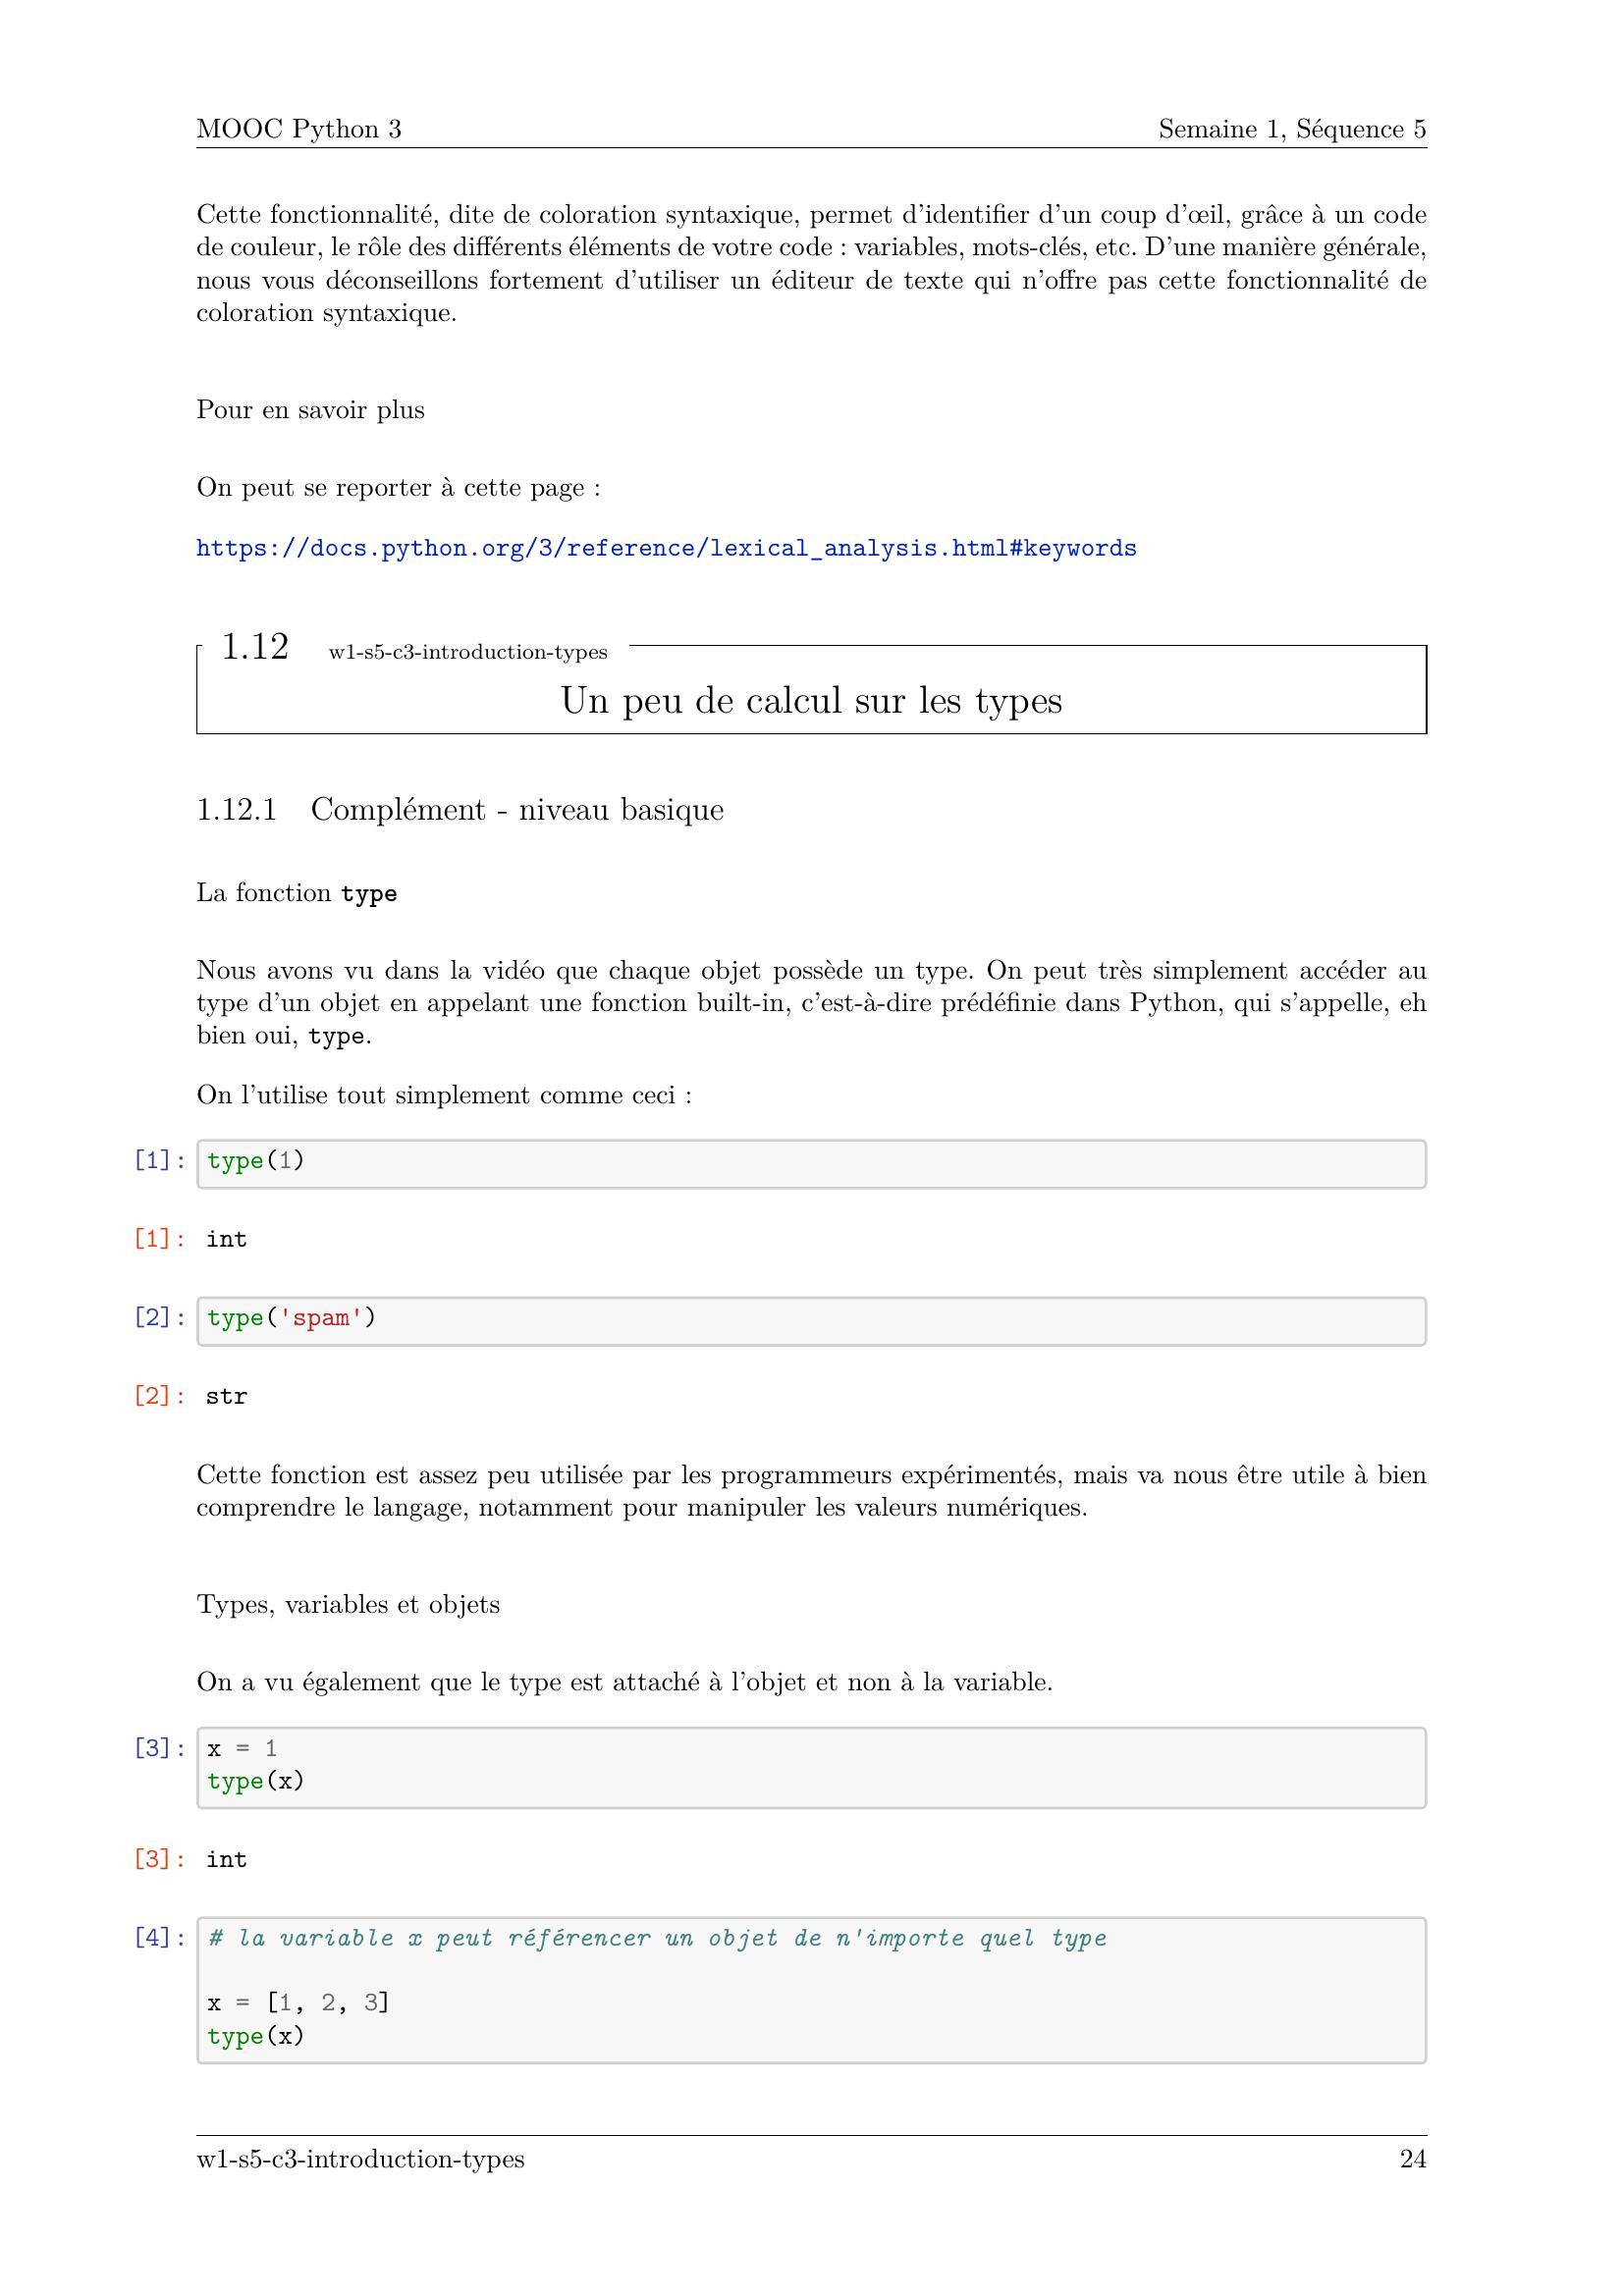 MOOC Python 3
Semaine 1, Séquence 5
Cette fonctionnalité, dite de coloration syntaxique, permet d'identifier d'un coup d'œil, grâce à un code
de couleur, le rôle des différents éléments de votre code : variables, mots-clés, etc. D'une manière générale,
nous vous déconseillons fortement d'utiliser un éditeur de texte qui n'offre pas cette fonctionnalité de
coloration syntaxique.
Pour en savoir plus
On peut se reporter à cette page :
https://docs.python.org/3/reference/lexical_analysis.html#keywords
1.12 w1-s5-c3-introduction-types
Un peu de calcul sur les types
1.12.1 Complément - niveau basique
La fonction type
Nous avons vu dans la vidéo que chaque objet possède un type. On peut très simplement accéder au
type d'un objet en appelant une fonction built-in, c'est-à-dire prédéfinie dans Python, qui s'appelle, eh
bien oui, type.
On l'utilise tout simplement comme ceci :
[1]: type(1)
[1]: int
[2]: type('spam')
[2]: str
Cette fonction est assez peu utilisée par les programmeurs expérimentés, mais va nous être utile à bien
comprendre le langage, notamment pour manipuler les valeurs numériques.
Types, variables et objets
On a vu également que le type est attaché à l'objet et non à la variable.
[3]: x = 1
type(x)
[3]: int
[4]: # la variable x peut référencer un objet de n'importe quel type
x = [1, 2, 3]
type(x)
w1-s5-c3-introduction-types
24